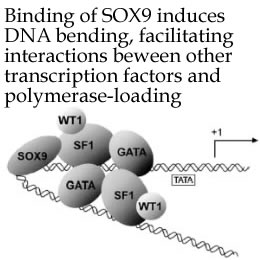 Binding of SOX9 induces
DNA bending, facilitating
interactions beween other
transcription factors and
polymerase-loading
WT1
+1
SF1
GATA
SOX9
TATA
GATA
SF1
WT1